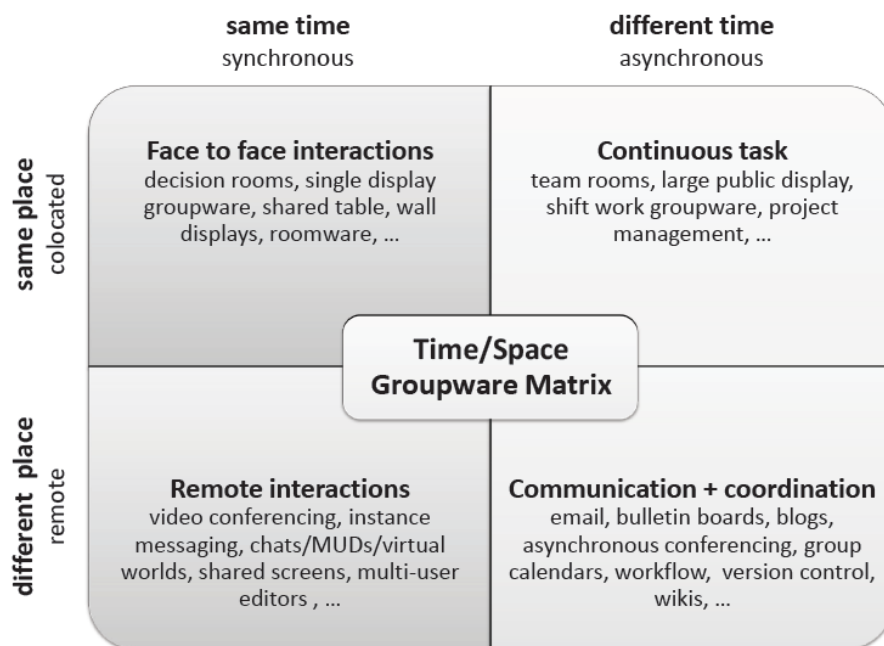 same time
synchronous
different time
asynchronous
same place
colocated
Face to face interactions
decision rooms, single display
groupware, shared table, wall
displays, roomware, ...
Continuous task
team rooms, large public display,
shift work groupware, project
management, ...
Time/Space
Groupware Matrix
different place
remote
Remote interactions
video conferencing, instance
messaging, chats/MUDs/virtual
worlds, shared screens, multi-user
editors , ...
Communication + coordination
email, bulletin boards, blogs,
asynchronous conferencing, group
calendars, workflow, version control,
wikis, ...